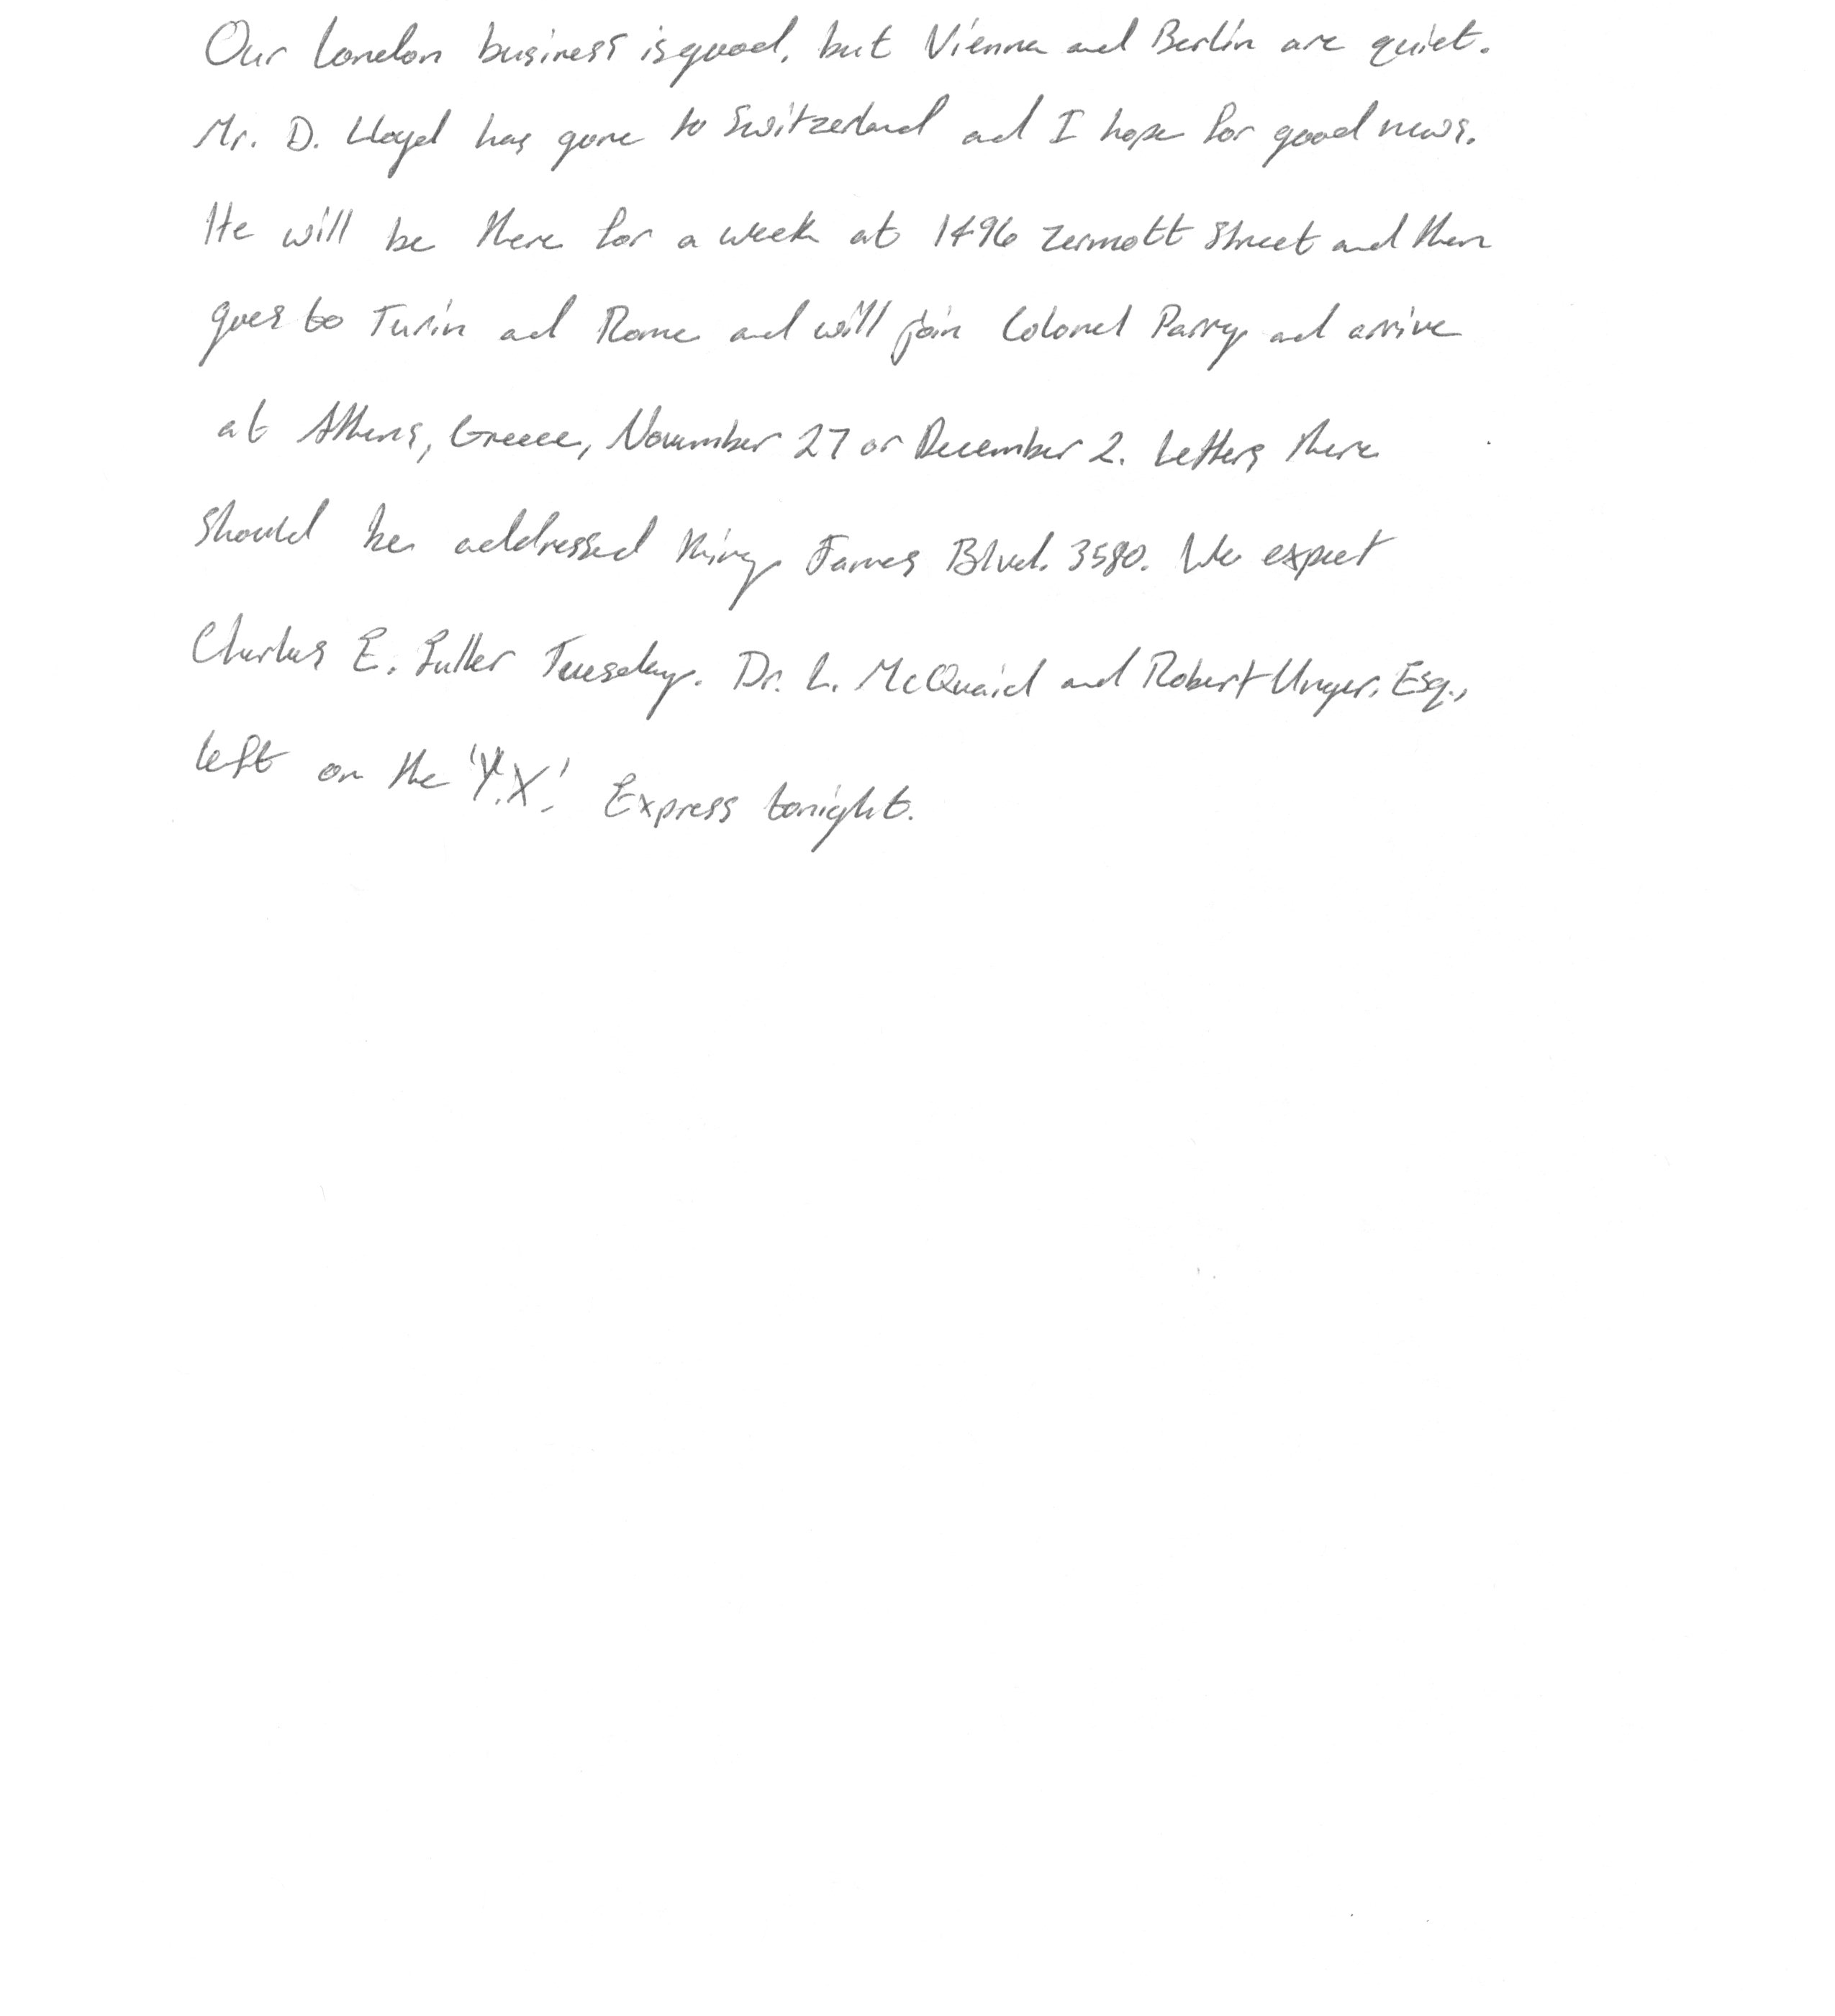 Our London business is good, but Vienna and Berlin are quiet.
Mr. D. Lloyd has gone to Switzerland and I hope for good news.
He will be there for a week at 1496 Zermott Street and then
goes to Turin and Rome and will join Colonel Parry and arrive
at Athens, Greece, November 27 or December 2. Letters there
should be addressed King James Blvd. 3580. We expect
Charles E. Fuller Tuesday. Dr. L. McQuaid and Robert Unger, Esq.,
left on the 'Y.X.' Express tonight.